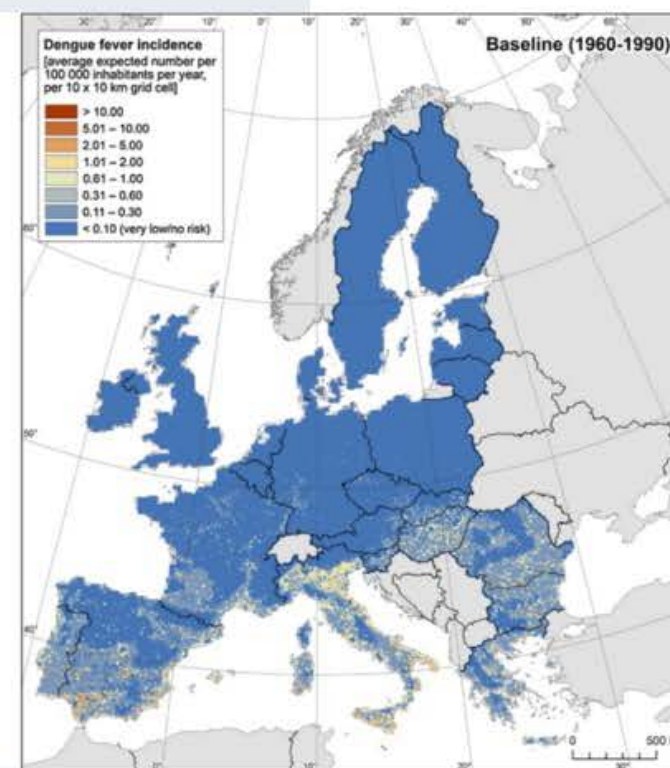 Dengue fever incidence
[average expected number per
100 000 inhabitants per year,
per 10 x 10 km grid cell]
> 10.00
5.01 – 10.00
2.01 – 5.00
1.01 – 2.00
0.61 – 1.00
0.31 – 0.60
0.11 – 0.30
< 0.10 (very low/no risk)
Baseline (1960-1990)
0
500